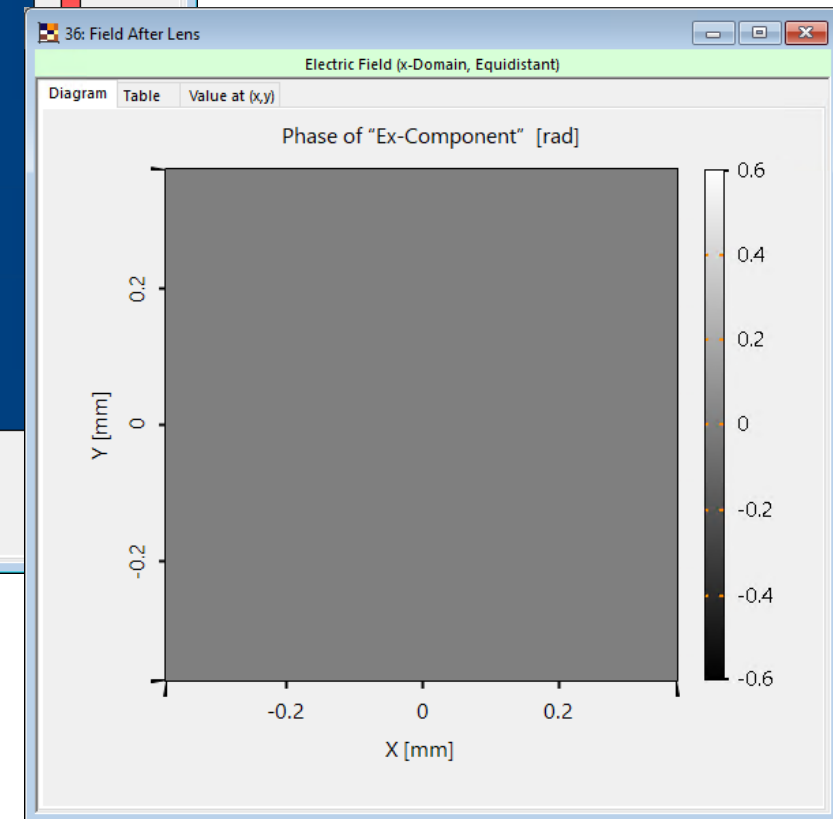 36: Field After Lens
Electric Field (x-Domain, Equidistant)
Diagram Table Value at (x,y)
Phase of “Ex-Component” [rad]
0.6
0.4
0.2
0
-0.2
-0.4
-0.6
Y [mm]
0.2
0
-0.2
-0.2 0 0.2
X [mm]